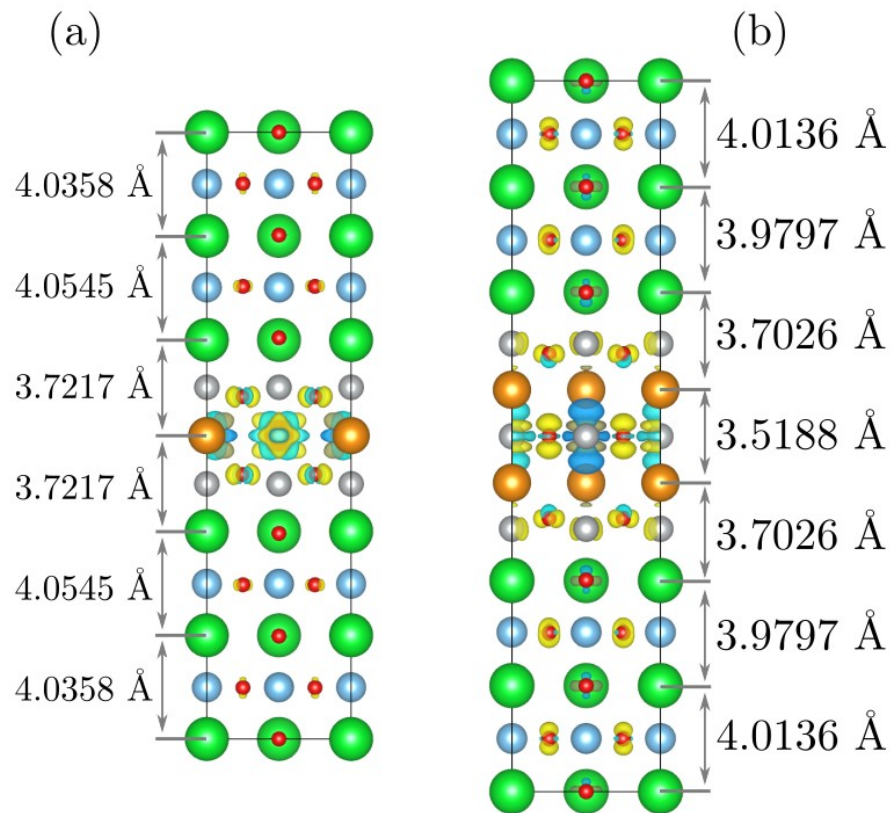 (a)
4.0358 Å
4.0545 Å
3.7217 Å
3.7217 Å
4.0545 Å
4.0358 Å
(b)
4.0136 Å
3.9797 Å
3.7026 Å
3.5188 Å
3.7026 Å
3.9797 Å
4.0136 Å